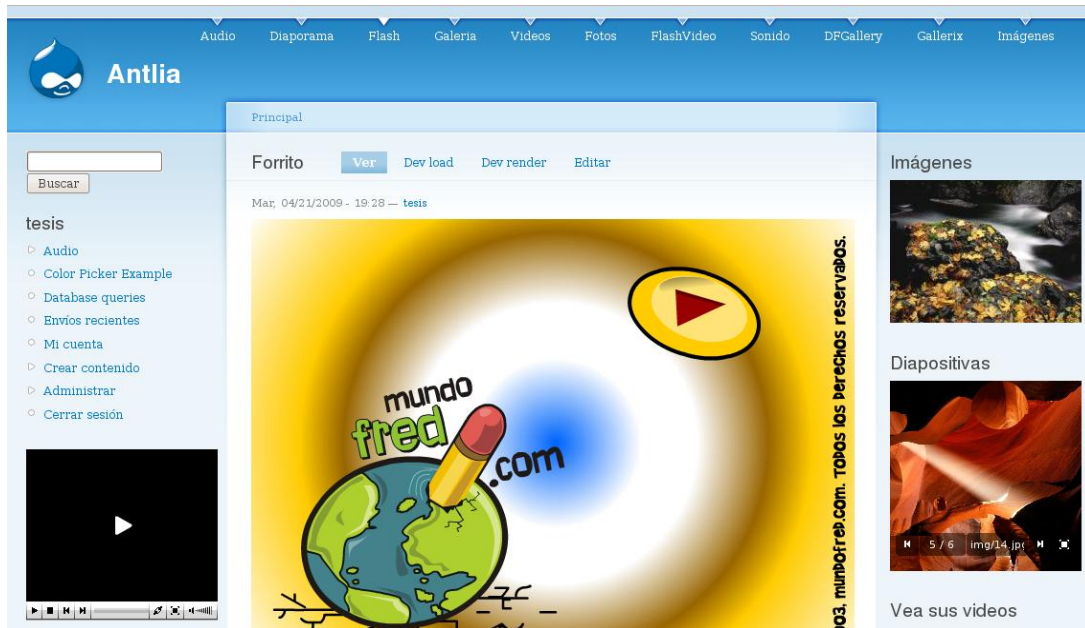 Audio Diaporama Flash Galeria Videos Fotos FlashVideo Sonido DFGallery Gallerix Imágenes
Antlia
Principal
Buscar
tesis
Audio
Color Picker Example
Database queries
Envíos recientes
Mi cuenta
Crear contenido
Administrar
Cerrar sesión
Forrito Ver Dev load Dev render Editar
Mar, 04/21/2009 - 19:28 — tesis
mundo
fred
.com
mundofred.com. Todos los derechos reservados.
Imágenes
Diapositivas
5 / 6 img/14.jp
Vea sus videos